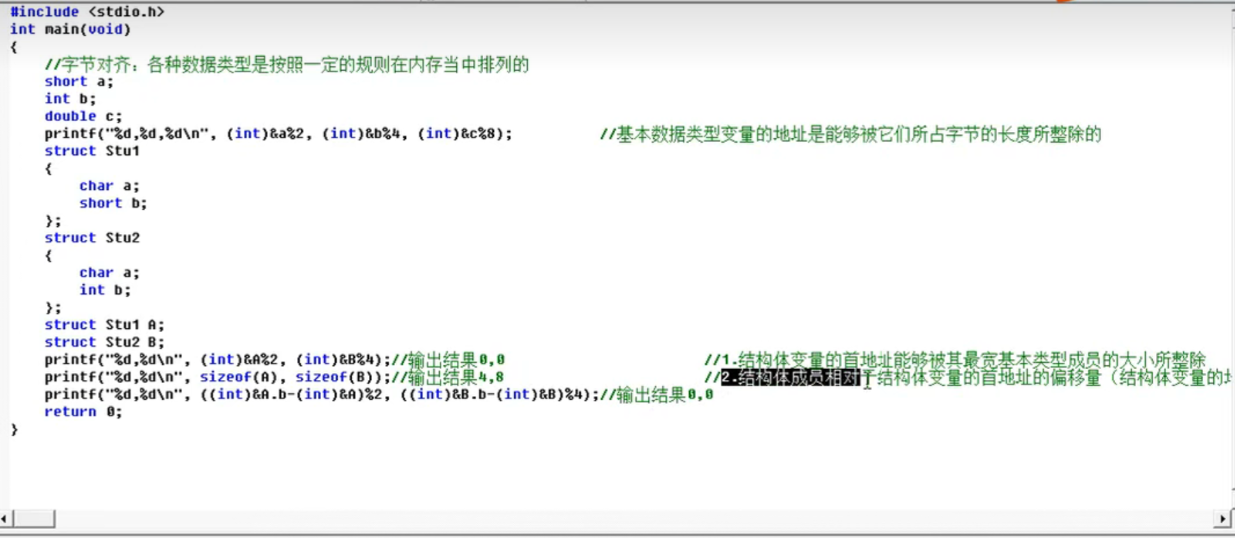 #include <stdio.h>
int main(void)
{
    //字节对齐：各种数据类型是按照一定的规则在内存当中排列的
    short a;
    int b;
    double c;
    printf("%d,%d,%d\n", (int)&a%2, (int)&b%4, (int)&c%8);          //基本数据类型变量的地址是能够被它们所占字节的长度所整除的
    struct Stu1
    {
        char a;
        short b;
    };
    struct Stu2
    {
        char a;
        int b;
    };
    struct Stu1 A;
    struct Stu2 B;
    printf("%d,%d\n", (int)&A%2, (int)&B%4);//输出结果0,0                       //1.结构体变量的首地址能够被其最宽基本类型成员的大小所整除
    printf("%d,%d\n", sizeof(A), sizeof(B));//输出结果4,8                       //2.结构体成员相对于结构体变量的首地址的偏移量（结构体变量的
    printf("%d,%d\n", ((int)&A.b-(int)&A)%2, ((int)&B.b-(int)&B)%4);//输出结果0,0
    return 0;
}